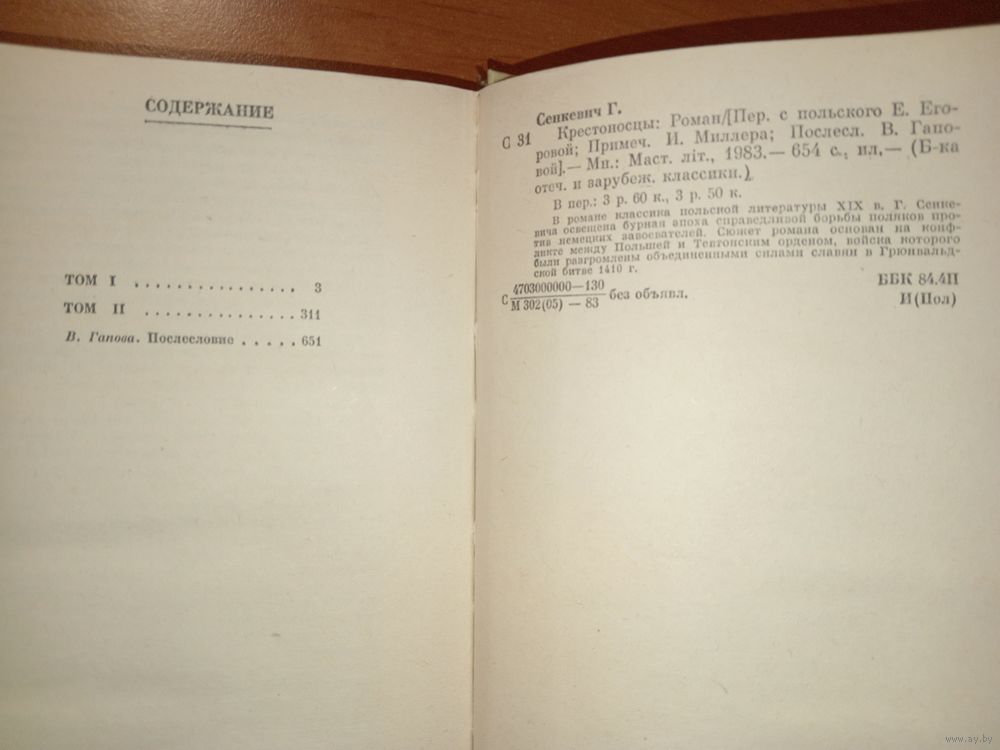 СОДЕРЖАНИЕ
ТОМ I ................ 3
ТОМ II ............... 311
В. Гапова. Послесловие ..... 651
Сенкевич Г.
С 31 Крестоносцы: Роман/[Пер. с польского Е. Его-
ровой; Примеч. И. Миллера; Послесл. В. Гапо-
вой].— Мн.: Маст. літ., 1983.— 654 с., ил.— (Б-ка
отеч. и зарубеж. классики.).
В пер.: 3 р. 60 к., 3 р. 50 к.
В романе классика польской литературы XIX в. Г. Сенке-
вича освещена бурная эпоха справедливой борьбы поляков про-
тив немецких завоевателей. Сюжет романа основан на конф-
ликте между Польшей и Тевтонским орденом, войска которого
были разгромлены объединенными силами славян в Грюнвальд-
ской битве 1410 г.
С 4703000000—130
М 302(05) — 83 без объявл.
ББК 84.4П
И(Пол)
www.ay.by